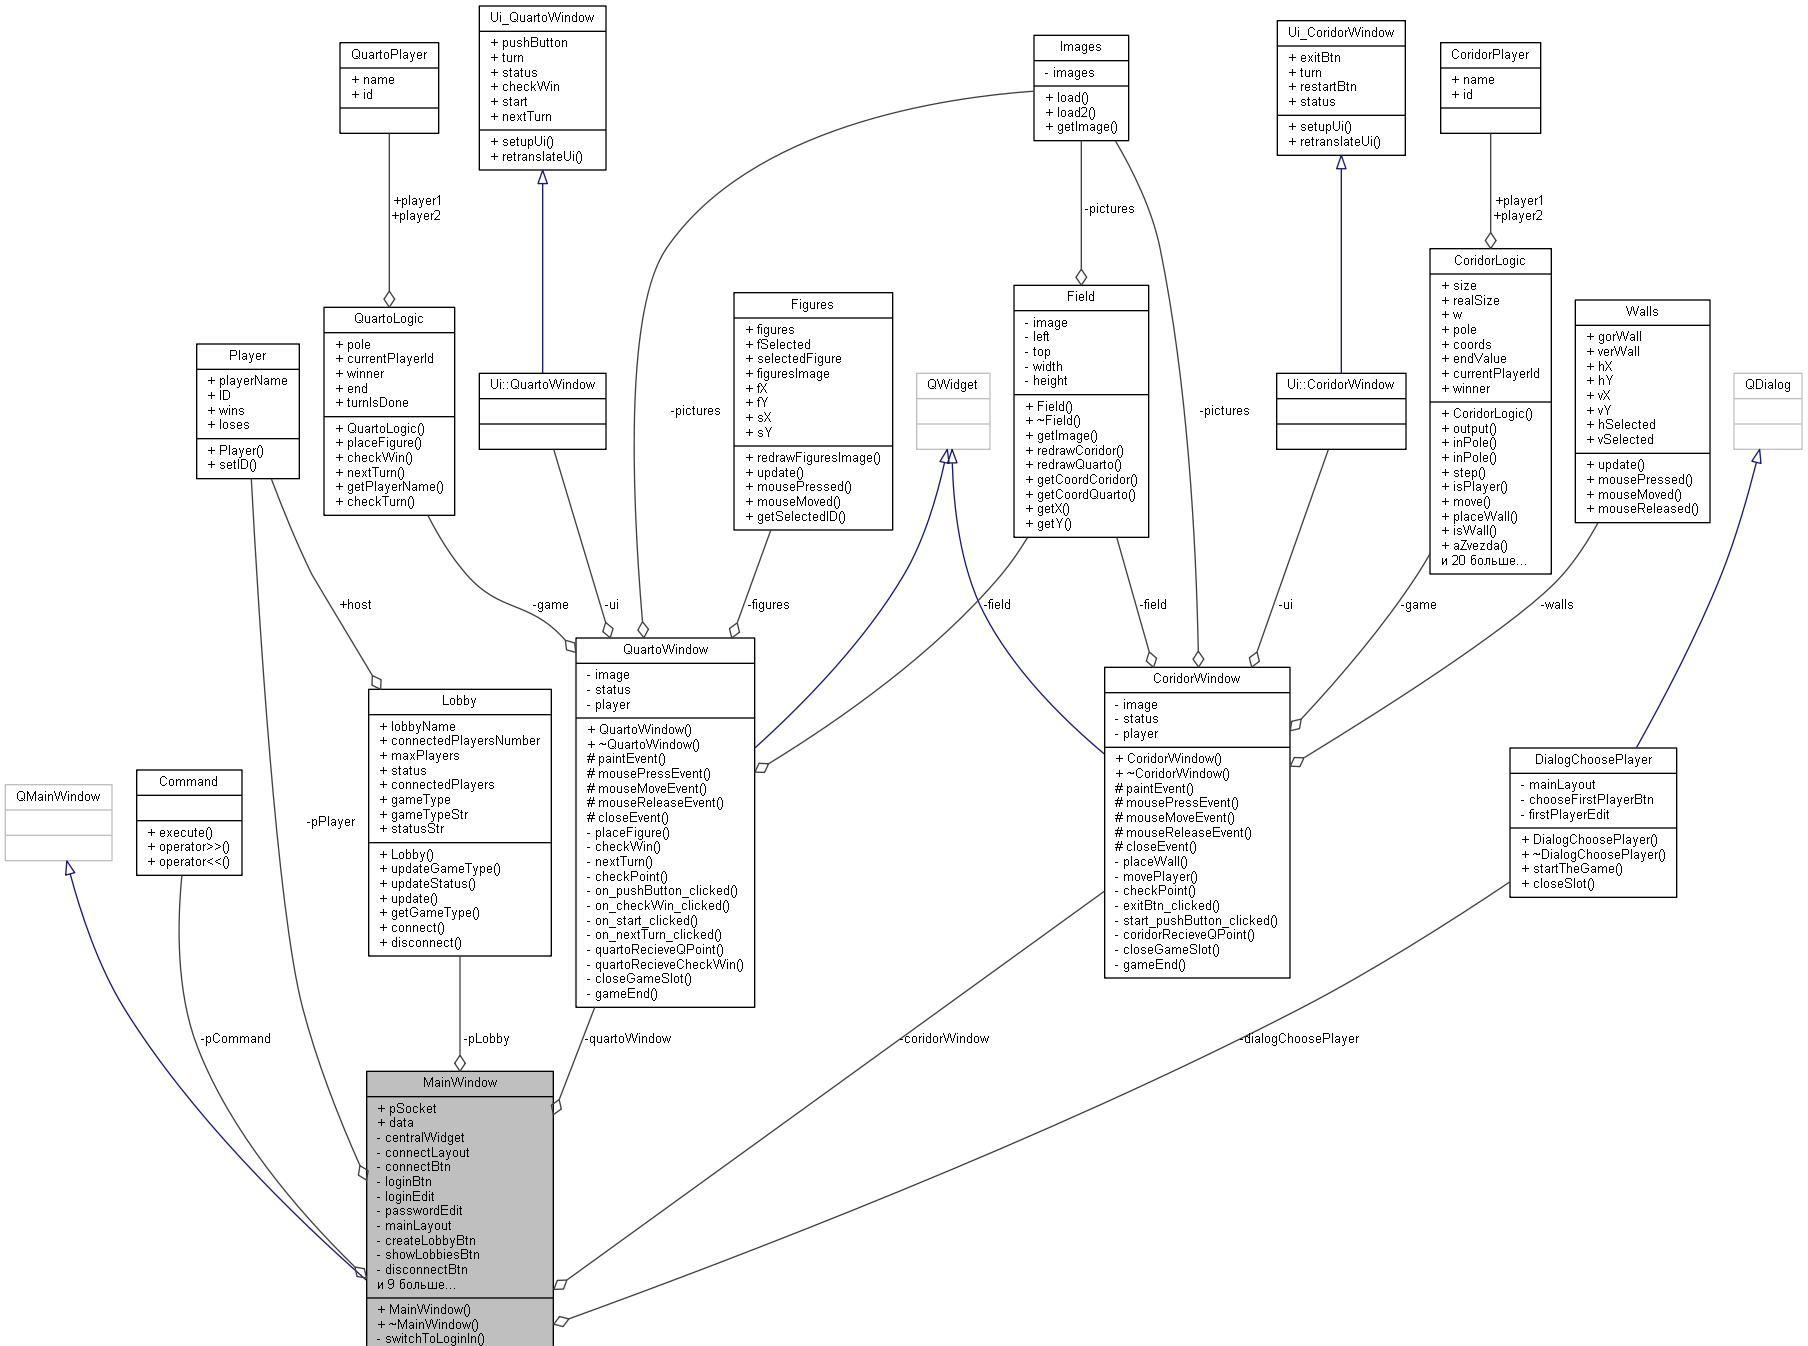 Ui_QuartoWindow
+ pushButton
+ turn
+ status
+ checkWin
+ start
+ nextTurn
+ setupUi()
+ retranslateUi()
QuartoPlayer
+ name
+ id
Images
- images
+ load()
+ load2()
+ getImage()
Ui_CoridorWindow
+ exitBtn
+ turn
+ restartBtn
+ status
+ setupUi()
+ retranslateUi()
CoridorPlayer
+ name
+ id
+player1
+player2
-pictures
+player1
+player2
Player
+ playerName
+ ID
+ wins
+ loses
+ Player()
+ setID()
QuartoLogic
+ pole
+ currentPlayerId
+ winner
+ end
+ turnIsDone
+ QuartoLogic()
+ placeFigure()
+ checkWin()
+ nextTurn()
+ getPlayerName()
+ checkTurn()
Ui::QuartoWindow
-pictures
Figures
+ figures
+ fSelected
+ selectedFigure
+ figuresImage
+ fX
+ fY
+ sX
+ sY
+ redrawFiguresImage()
+ update()
+ mousePressed()
+ mouseMoved()
+ getSelectedID()
QWidget
Field
- image
- left
- top
- width
- height
+ Field()
+ ~Field()
+ getImage()
+ redrawCoridor()
+ redrawQuarto()
+ getCoordCoridor()
+ getCoordQuarto()
+ getX()
+ getY()
-pictures
Ui::CoridorWindow
CoridorLogic
+ size
+ realSize
+ w
+ pole
+ coords
+ endValue
+ currentPlayerId
+ winner
+ CoridorLogic()
+ output()
+ inPole()
+ inPole()
+ step()
+ isPlayer()
+ move()
+ placeWall()
+ isWall()
+ aZvezda()
и 20 больше...
Walls
+ gorWall
+ verWall
+ hX
+ hY
+ vX
+ vY
+ hSelected
+ vSelected
+ update()
+ mousePressed()
+ mouseMoved()
+ mouseReleased()
QDialog
+host
-game
-ui
-figures
-field
-field
-ui
-game
-walls
QMainWindow
Command
+ execute()
+ operator>>()
+ operator<<()
-pPlayer
Lobby
+ lobbyName
+ connectedPlayersNumber
+ maxPlayers
+ status
+ connectedPlayers
+ gameType
+ gameTypeStr
+ statusStr
+ Lobby()
+ updateGameType()
+ updateStatus()
+ update()
+ getGameType()
+ connect()
+ disconnect()
QuartoWindow
- image
- status
- player
+ QuartoWindow()
+ ~QuartoWindow()
# paintEvent()
# mousePressEvent()
# mouseMoveEvent()
# mouseReleaseEvent()
# closeEvent()
- placeFigure()
- checkWin()
- nextTurn()
- checkPoint()
- on_pushButton_clicked()
- on_checkWin_clicked()
- on_start_clicked()
- on_nextTurn_clicked()
- quartoRecieveQPoint()
- quartoRecieveCheckWin()
- closeGameSlot()
- gameEnd()
CoridorWindow
- image
- status
- player
+ CoridorWindow()
+ ~CoridorWindow()
# paintEvent()
# mousePressEvent()
# mouseMoveEvent()
# mouseReleaseEvent()
# closeEvent()
- placeWall()
- movePlayer()
- checkPoint()
- exitBtn_clicked()
- start_pushButton_clicked()
- coridorRecieveQPoint()
- closeGameSlot()
- gameEnd()
DialogChoosePlayer
- mainLayout
- chooseFirstPlayerBtn
- firstPlayerEdit
+ DialogChoosePlayer()
+ ~DialogChoosePlayer()
+ startTheGame()
+ closeSlot()
-pCommand
-pLobby
-quartoWindow
-coridorWindow
-dialogChoosePlayer
MainWindow
+ pSocket
+ data
- centralWidget
- connectLayout
- connectBtn
- loginBtn
- loginEdit
- passwordEdit
- mainLayout
- createLobbyBtn
- showLobbiesBtn
- disconnectBtn
и 9 больше...
+ MainWindow()
+ ~MainWindow()
- switchToLoginIn()